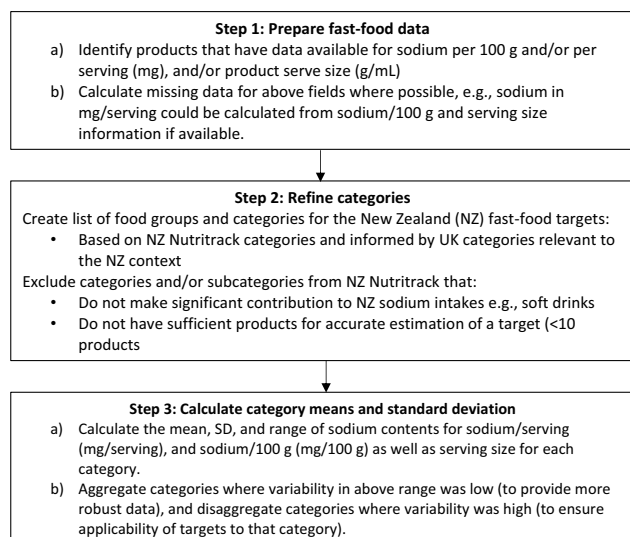 Step 1: Prepare fast-food data
a) Identify products that have data available for sodium per 100 g and/or per
serving (mg), and/or product serve size (g/mL)
b) Calculate missing data for above fields where possible, e.g., sodium in
mg/serving could be calculated from sodium/100 g and serving size
information if available.
Step 2: Refine categories
Create list of food groups and categories for the New Zealand (NZ) fast-food targets:
• Based on NZ Nutritrack categories and informed by UK categories relevant to
the NZ context
Exclude categories and/or subcategories from NZ Nutritrack that:
• Do not make significant contribution to NZ sodium intakes e.g., soft drinks
• Do not have sufficient products for accurate estimation of a target (<10
products
Step 3: Calculate category means and standard deviation
a) Calculate the mean, SD, and range of sodium contents for sodium/serving
(mg/serving), and sodium/100 g (mg/100 g) as well as serving size for each
category.
b) Aggregate categories where variability in above range was low (to provide more
robust data), and disaggregate categories where variability was high (to ensure
applicability of targets to that category).